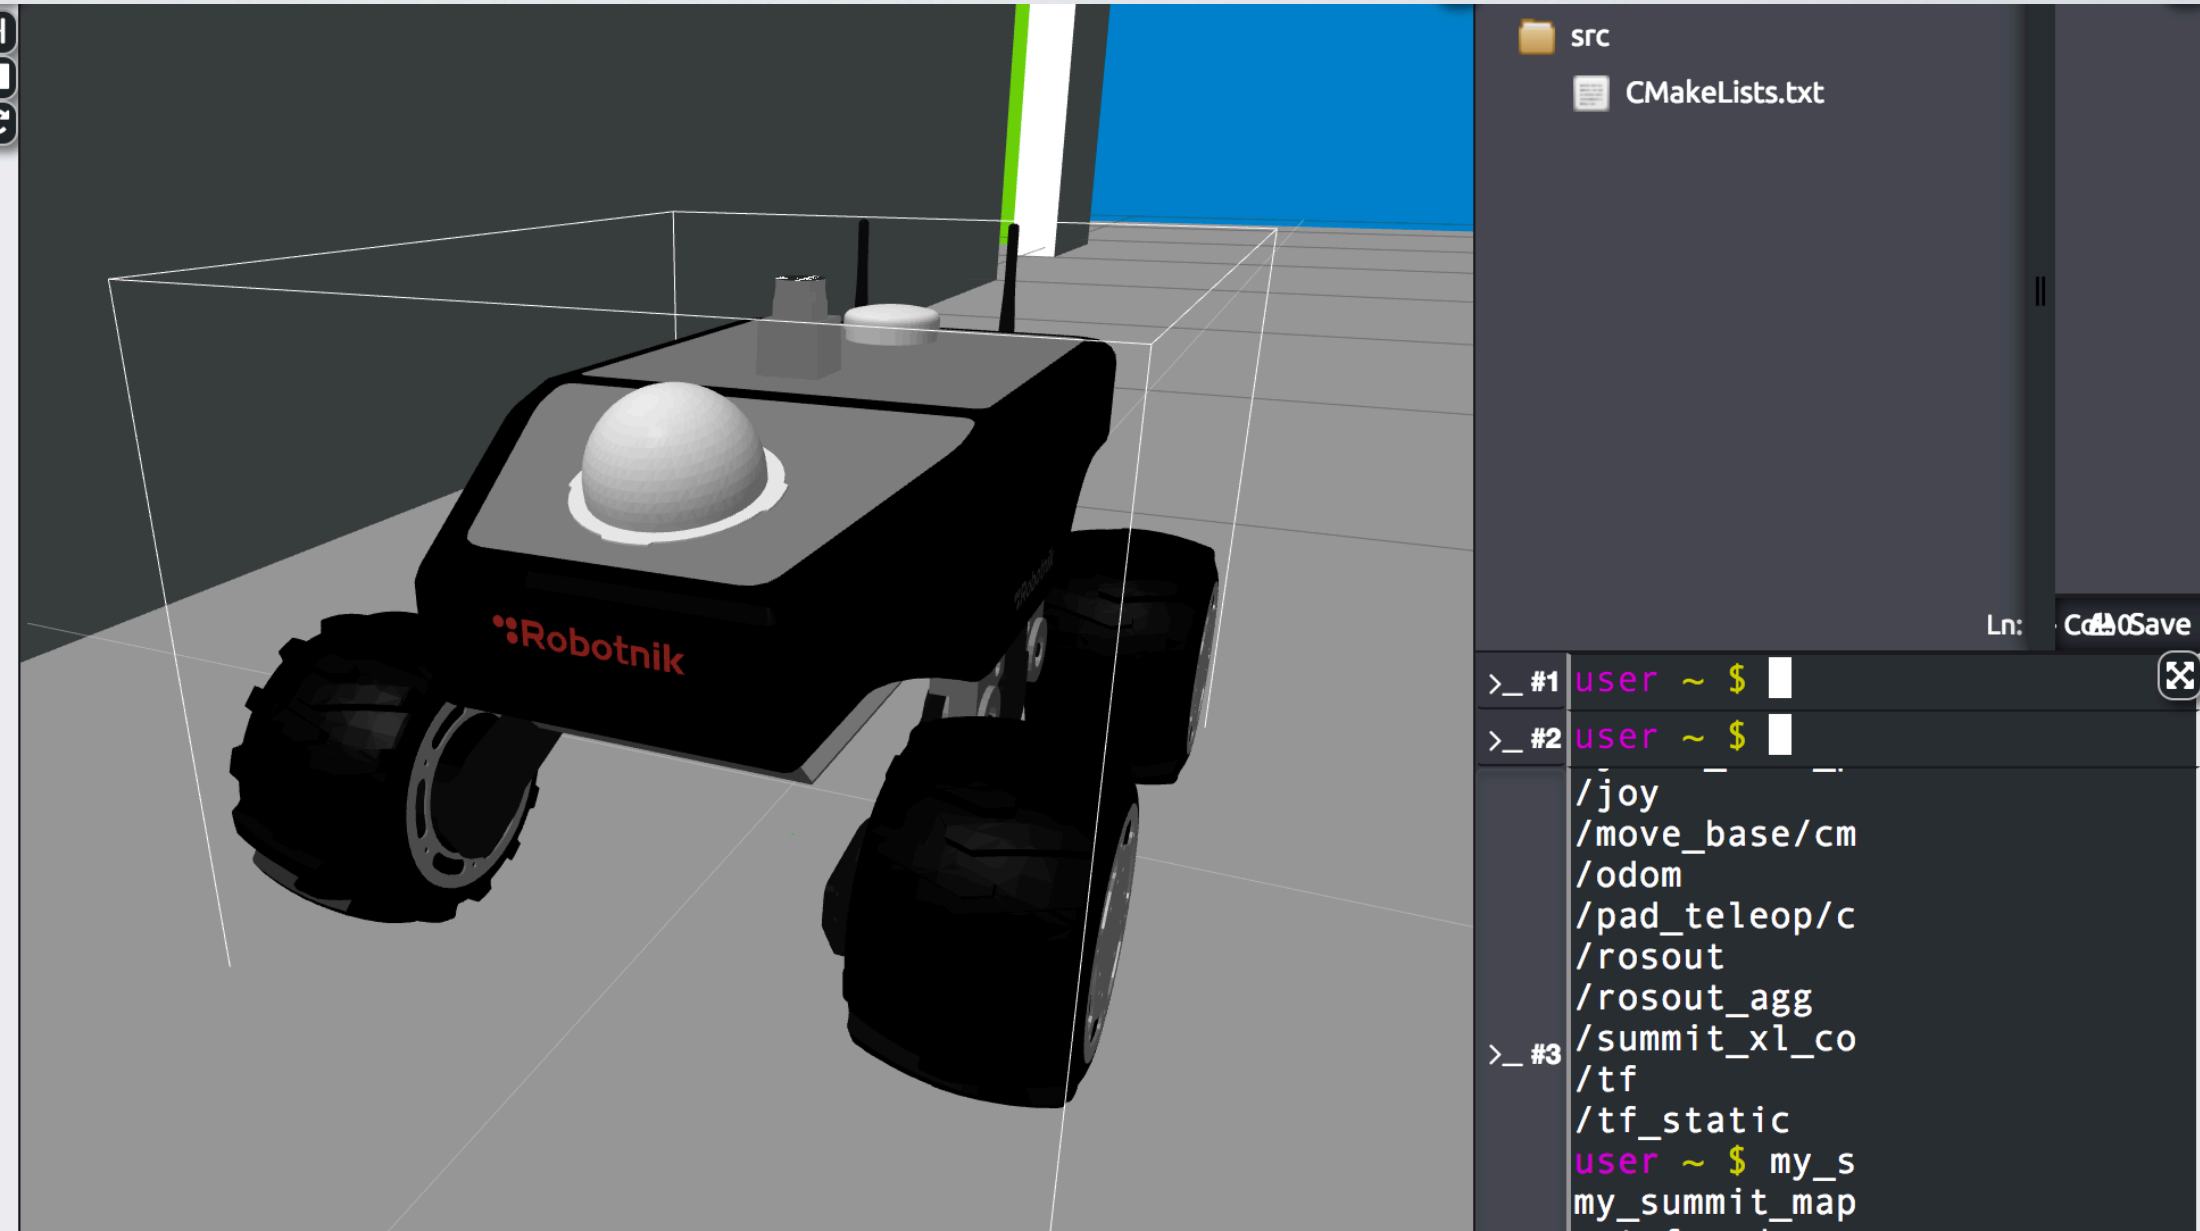 src
CMakeLists.txt
Robotnik
Ln:
Save
>_ #1 user ~ $
>_ #2 user ~ $
/joy
/move_base/cm
/odom
/pad_teleop/c
/rosout
/rosout_agg
/summit_xl_co
>_ #3
/tf
/tf_static
user ~ $ my_s
my_summit_map